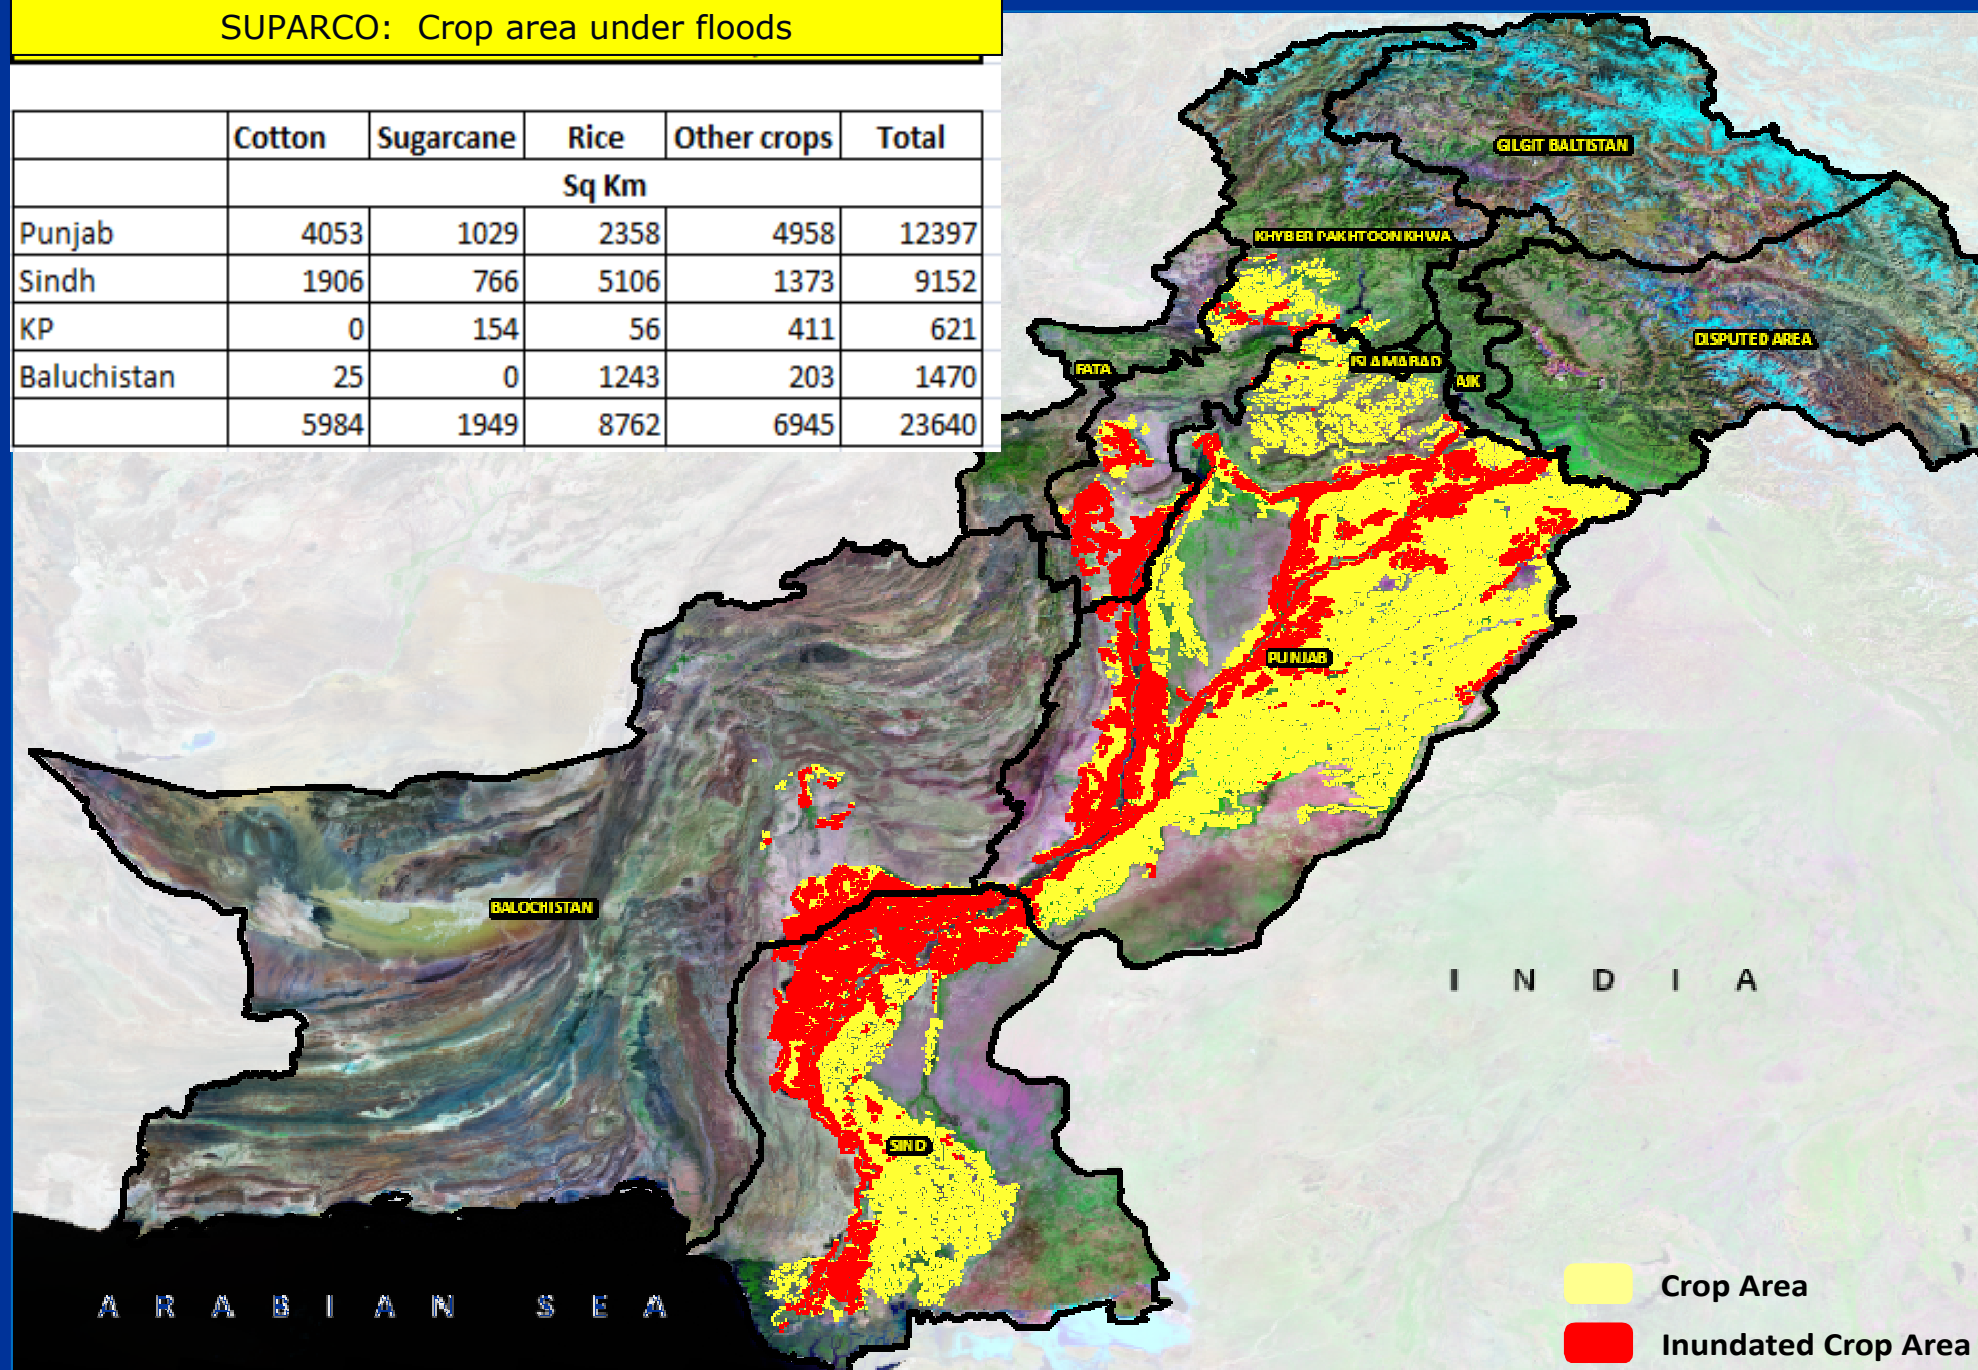 SUPARCO: Crop area under floods
Cotton Sugarcane Rice Other crops Total
Sq Km
Punjab 4053 1029 2358 4958 12397
Sindh 1906 766 5106 1373 9152
KP 0 154 56 411 621
Baluchistan 25 0 1243 203 1470
5984 1949 8762 6945 23640
GILGIT BALTISTAN
KHYBER PAKHTOONKHWA
DISPUTED AREA
ISLAMABAD
FATA
AJK
PUNJAB
BALOCHISTAN
INDIA
SIND
ARABIAN SEA
Crop Area
Inundated Crop Area